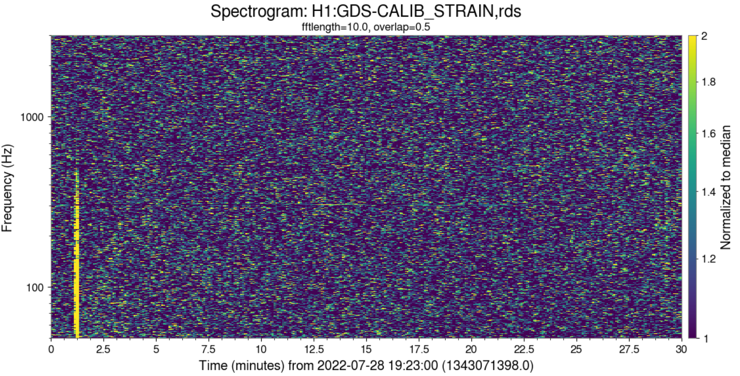 Spectrogram: H1:GDS-CALIB_STRAIN,rds
fftlength=10.0, overlap=0.5
2
1.8
1.6
1.4
1.2
1
Normalized to median
1000
100
Frequency (Hz)
0 2.5 5 7.5 10 12.5 15 17.5 20 22.5 25 27.5 30
Time (minutes) from 2022-07-28 19:23:00 (1343071398.0)